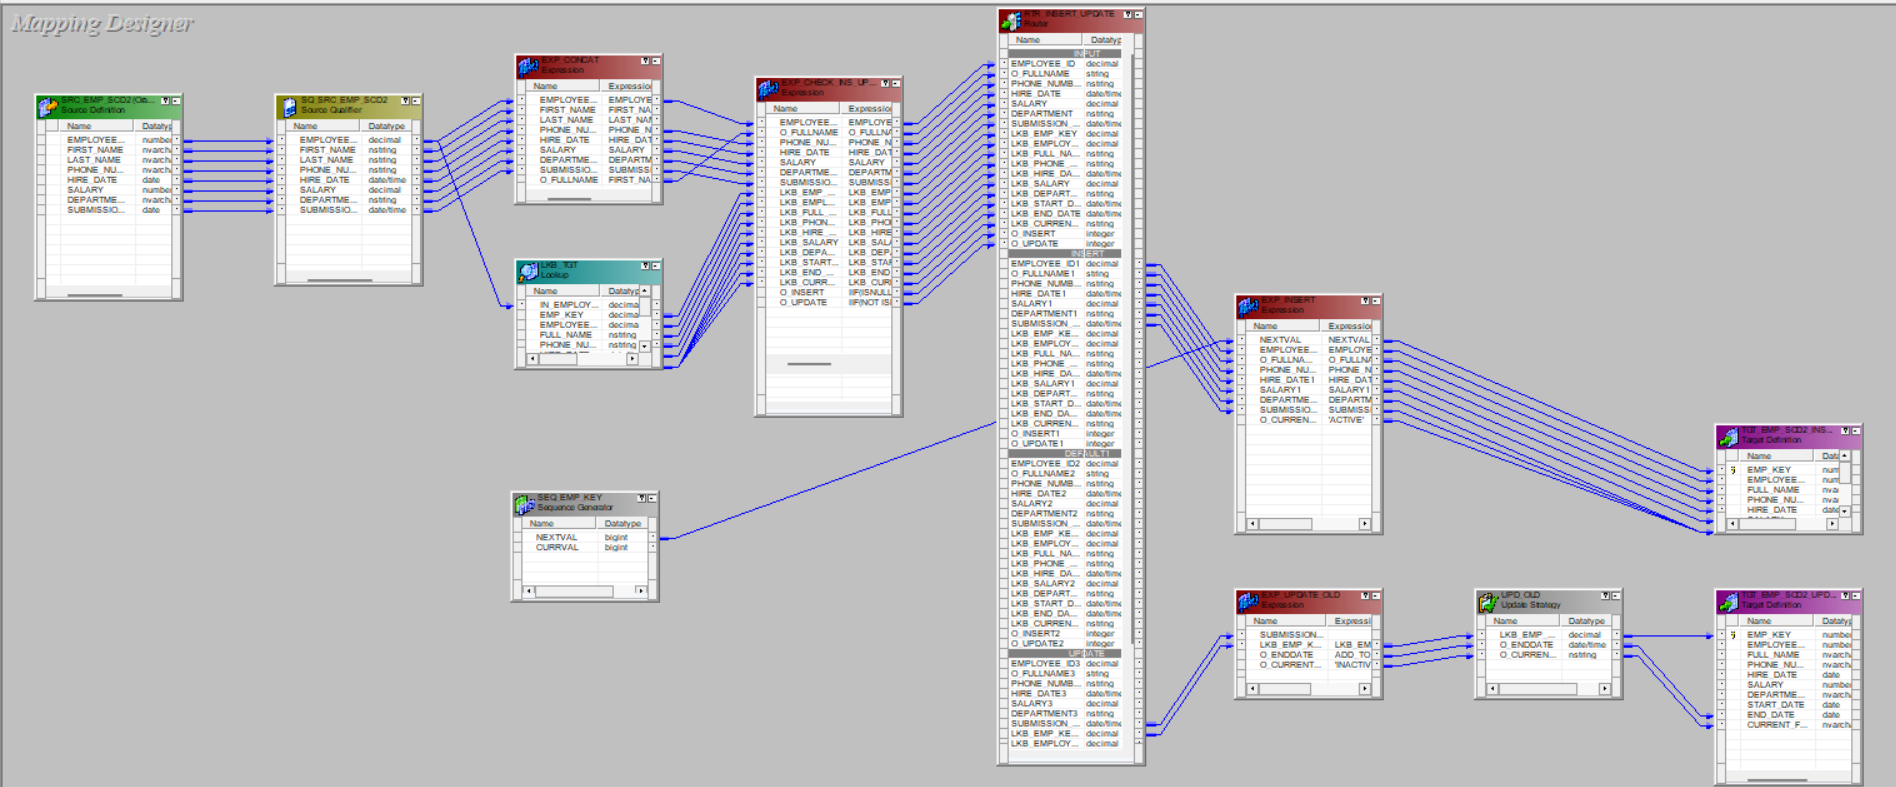 Mapping Designer
SRC_EMP_SCD2(Ora...
Source Definition
Name Datatyp
EMPLOYEE... number
FIRST_NAME nvarch
LAST_NAME nvarch
PHONE_NU... nvarch
HIRE_DATE date
SALARY number
DEPARTME... nvarch
SUBMISSIO... date
SQ_SRC_EMP_SCD2
Source Qualifier
Name Datatype
EMPLOYEE... decimal
FIRST_NAME nstring
LAST_NAME nstring
PHONE_NU... nstring
HIRE_DATE date/time
SALARY decimal
DEPARTME... nstring
SUBMISSIO... date/time
EXP_CONCAT
Expression
Name Expression
EMPLOYEE... EMPLOYE
FIRST_NAME FIRST_NA
LAST_NAME LAST_NAM
PHONE_NU... PHONE_N
HIRE_DATE HIRE_DAT
SALARY SALARY
DEPARTME... DEPARTM
SUBMISSIO... SUBMISS
O_FULLNAME FIRST_NA
LKB_TGT
Lookup
Name Datatyp
IN_EMPLOY... decima
EMP_KEY decima
EMPLOYEE... decima
FULL_NAME nstring
PHONE_NU... nstring
SEQ_EMP_KEY
Sequence Generator
Name Datatype
NEXTVAL bigint
CURRVAL bigint
EXP_CHECK_INS_UP...
Expression
Name Expression
EMPLOYEE... EMPLOYE
O_FULLNAME O_FULLNA
PHONE_NU... PHONE_N
HIRE_DATE HIRE_DAT
SALARY SALARY
DEPARTME... DEPARTM
SUBMISSIO... SUBMISS
LKB_EMP_... LKB_EMP
LKB_EMPL... LKB_EMP
LKB_FULL_... LKB_FULL
LKB_PHON... LKB_PHO
LKB_HIRE_... LKB_HIRE
LKB_SALARY LKB_SAL
LKB_DEPA... LKB_DEP
LKB_START... LKB_STAR
LKB_END_... LKB_END
LKB_CURR... LKB_CUR
O_INSERT IIF(ISNULL
O_UPDATE IIF(NOT IS
RTR_INSERT_UPDATE
Router
Name Datatyp
INPUT
EMPLOYEE_ID decimal
O_FULLNAME string
PHONE_NUMB... nstring
HIRE_DATE date/time
SALARY decimal
DEPARTMENT nstring
SUBMISSION_... date/time
LKB_EMP_KEY decimal
LKB_EMPLOY... decimal
LKB_FULL_NA... nstring
LKB_PHONE_... nstring
LKB_HIRE_DA... date/time
LKB_SALARY decimal
LKB_DEPART... nstring
LKB_START_D... date/time
LKB_END_DATE date/time
LKB_CURREN... nstring
O_INSERT integer
O_UPDATE integer
INSERT
EMPLOYEE_ID1 decimal
O_FULLNAME1 string
PHONE_NUMB... nstring
HIRE_DATE1 date/time
SALARY1 decimal
DEPARTMENT1 nstring
SUBMISSION_... date/time
LKB_EMP_KE... decimal
LKB_EMPLOY... decimal
LKB_FULL_NA... nstring
LKB_PHONE_... nstring
LKB_HIRE_DA... date/time
LKB_SALARY1 decimal
LKB_DEPART... nstring
LKB_START_D... date/time
LKB_END_DA... date/time
LKB_CURREN... nstring
O_INSERT1 integer
O_UPDATE1 integer
DEFAULT1
EMPLOYEE_ID2 decimal
O_FULLNAME2 string
PHONE_NUMB... nstring
HIRE_DATE2 date/time
SALARY2 decimal
DEPARTMENT2 nstring
SUBMISSION_... date/time
LKB_EMP_KE... decimal
LKB_EMPLOY... decimal
LKB_FULL_NA... nstring
LKB_PHONE_... nstring
LKB_HIRE_DA... date/time
LKB_SALARY2 decimal
LKB_DEPART... nstring
LKB_START_D... date/time
LKB_END_DA... date/time
LKB_CURREN... nstring
O_INSERT2 integer
O_UPDATE2 integer
UPDATE
EMPLOYEE_ID3 decimal
O_FULLNAME3 string
PHONE_NUMB... nstring
HIRE_DATE3 date/time
SALARY3 decimal
DEPARTMENT3 nstring
SUBMISSION_... date/time
LKB_EMP_KE... decimal
LKB_EMPLOY... decimal
EXP_INSERT
Expression
Name Expression
NEXTVAL NEXTVAL
EMPLOYEE... EMPLOYE
O_FULLNA... O_FULLNA
PHONE_NU... PHONE_N
HIRE_DATE1 HIRE_DAT
SALARY1 SALARY1
DEPARTME... DEPARTM
SUBMISSIO... SUBMISS
O_CURREN... 'ACTIVE'
EXP_UPDATE_OLD
Expression
Name Expressi
SUBMISSION...
LKB_EMP_K... LKB_EM
O_ENDDATE ADD_TO
O_CURRENT... 'INACTIV
UPD_OLD
Update Strategy
Name Datatype
LKB_EMP_... decimal
O_ENDDATE date/time
O_CURREN... nstring
TGT_EMP_SCD2_INS...
Target Definition
Name Data
EMP_KEY num
EMPLOYEE... num
FULL_NAME nva
PHONE_NU... nva
HIRE_DATE date
TGT_EMP_SCD2_UPD...
Target Definition
Name Datatyp
EMP_KEY number
EMPLOYEE... number
FULL_NAME nvarch
PHONE_NU... nvarch
HIRE_DATE date
SALARY number
DEPARTME... nvarch
START_DATE date
END_DATE date
CURRENT_F... nvarch